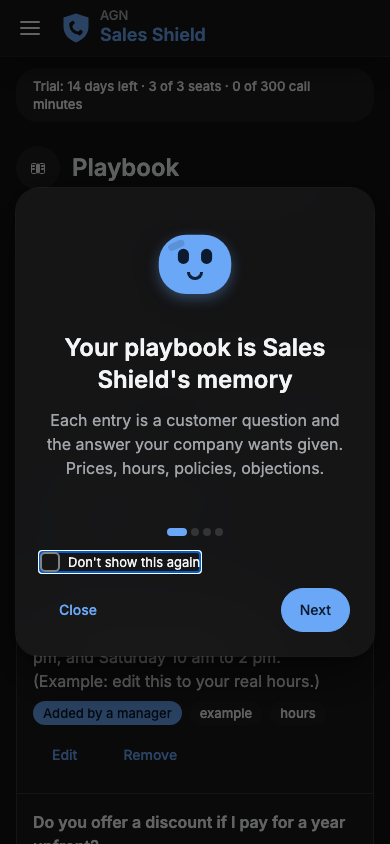 AGN
Sales Shield
Trial: 14 days left · 3 of 3 seats · 0 of 300 call
minutes
Playbook
Your playbook is Sales
Shield's memory
Each entry is a customer question and
the answer your company wants given.
Prices, hours, policies, objections.
Don't show this again
Close
Next
pm, and Saturday 10 am to 2 pm.
(Example: edit this to your real hours.)
Added by a manager
example
hours
Edit
Remove
Do you offer a discount if I pay for a year
upfront?